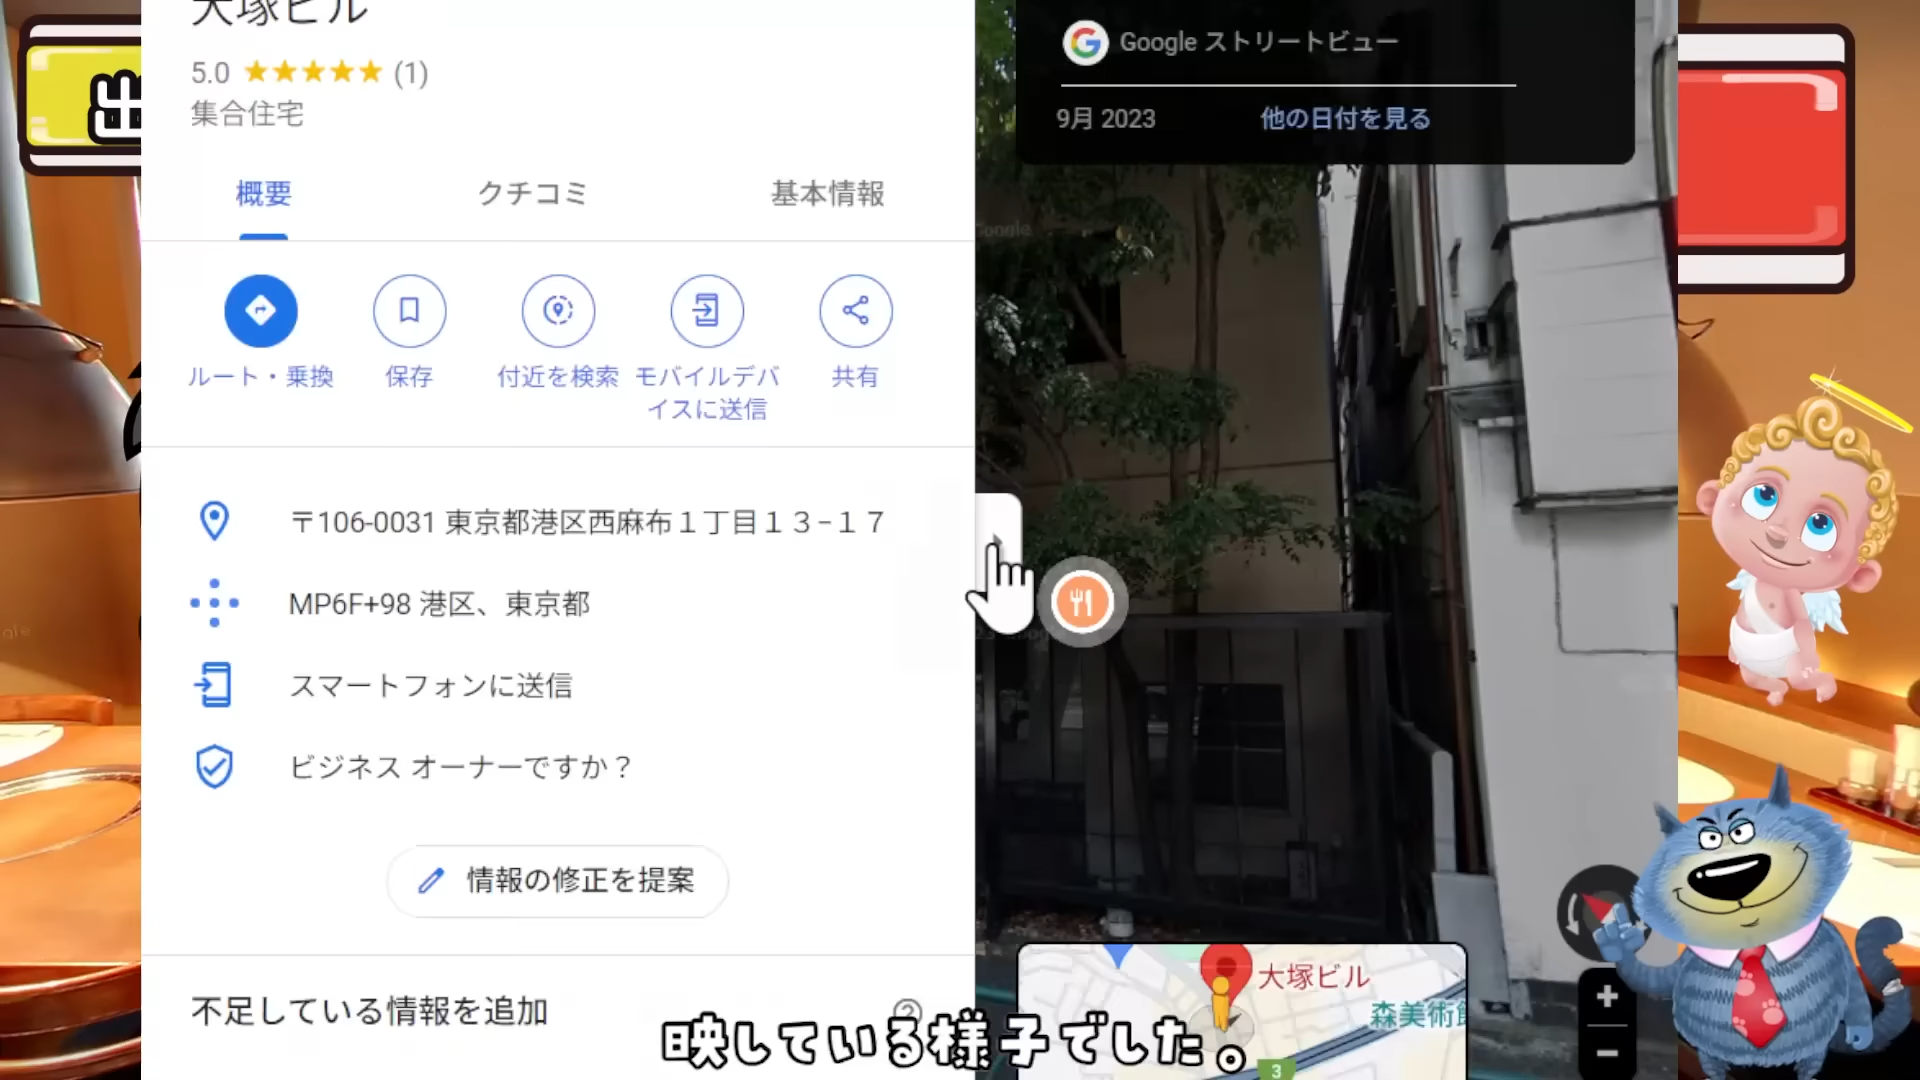 大塚ビル
5.0 ★★★★★ (1)
集合住宅
概要
クチコミ
基本情報
ルート・乗換
保存
付近を検索
モバイルデバ
イスに送信
共有
〒106-0031 東京都港区西麻布１丁目１３−１７
MP6F+98 港区、東京都
スマートフォンに送信
ビジネス オーナーですか？
情報の修正を提案
不足している情報を追加
Google ストリートビュー
9月 2023
他の日付を見る
Google
大塚ビル
3
映している様子でした。